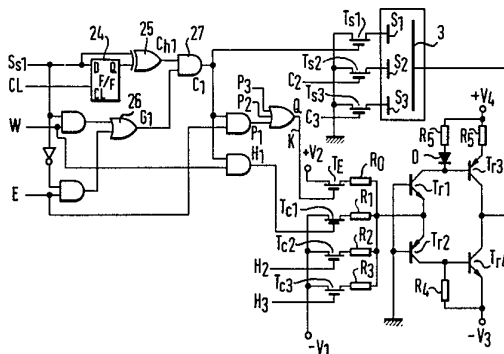 24
25
27
Ss1
Ch1
D Q
F/F
CL
CL
C1
26
G1
W
E
P3
P2
P1
Q
K
H1
+V2
TE
R0
Tc1
R1
Tc2
R2
H2
Tc3
R3
H3
-V1
Ts1
S1
3
Ts2
S2
C2
Ts3
S3
C3
+V4
R5
R5
D
Tr3
Tr1
Tr2
R4
-V3